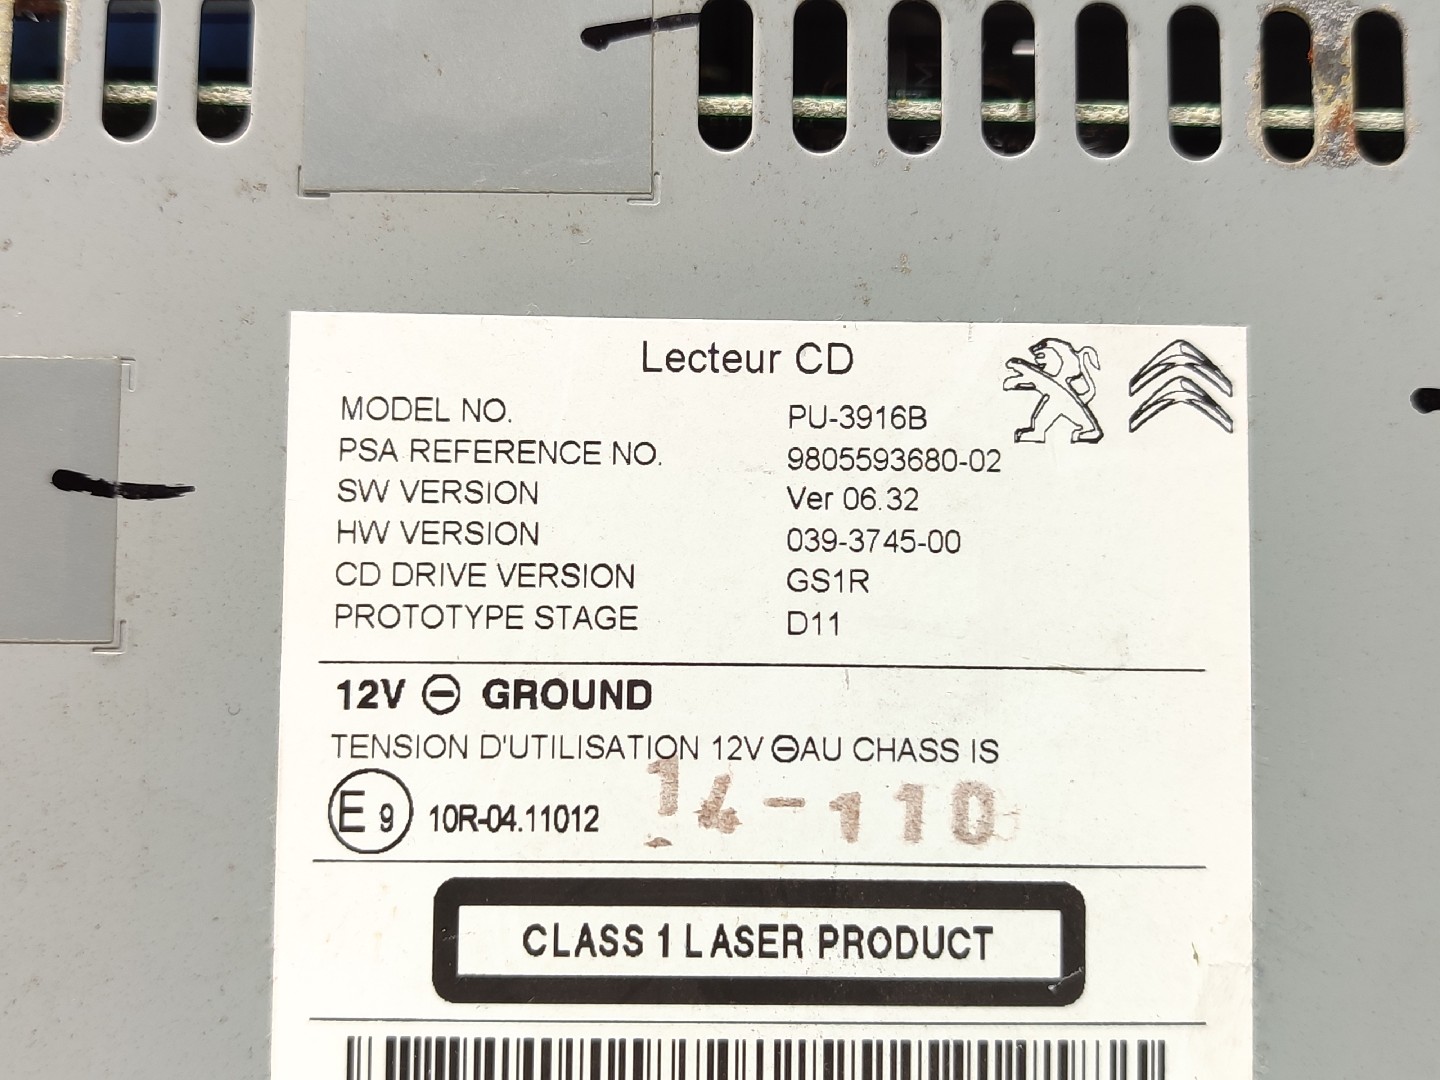 Lecteur CD
MODEL NO. PU-3916B
PSA REFERENCE NO. 9805593680-02
SW VERSION Ver 06.32
HW VERSION 039-3745-00
CD DRIVE VERSION GS1R
PROTOTYPE STAGE D11
12V ⊖ GROUND
TENSION D'UTILISATION 12V ⊖AU CHASS IS
E 9 10R-04.11012 14-110
CLASS 1 LASER PRODUCT